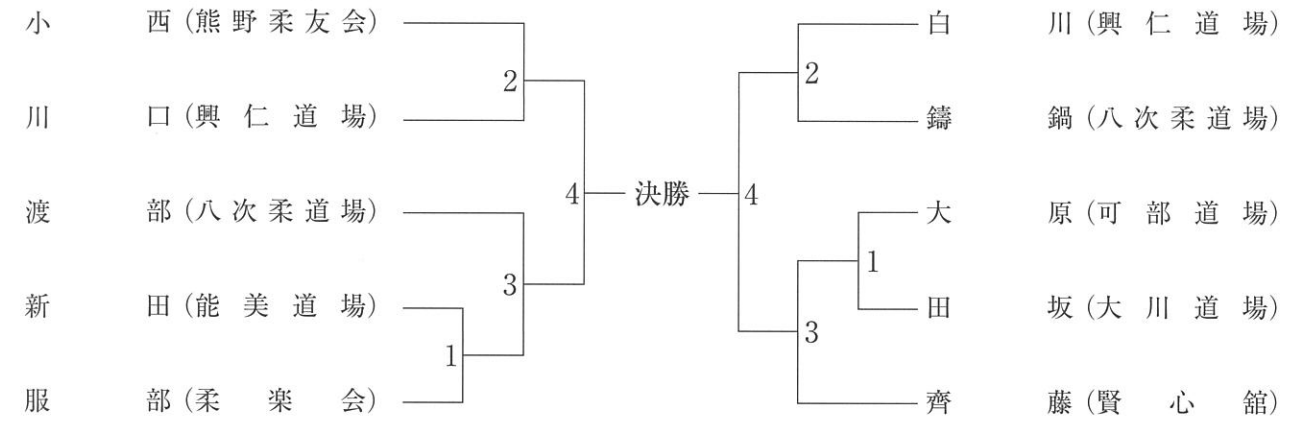 小西(熊野柔友会)
川口(興仁道場)
渡部(八次柔道場)
新田(能美道場)
服部(柔楽会)
2
3
1
4
決勝
4
2
1
3
白川(興仁道場)
鑄鍋(八次柔道場)
大原(可部道場)
田坂(大川道場)
齊藤(賢心舘)